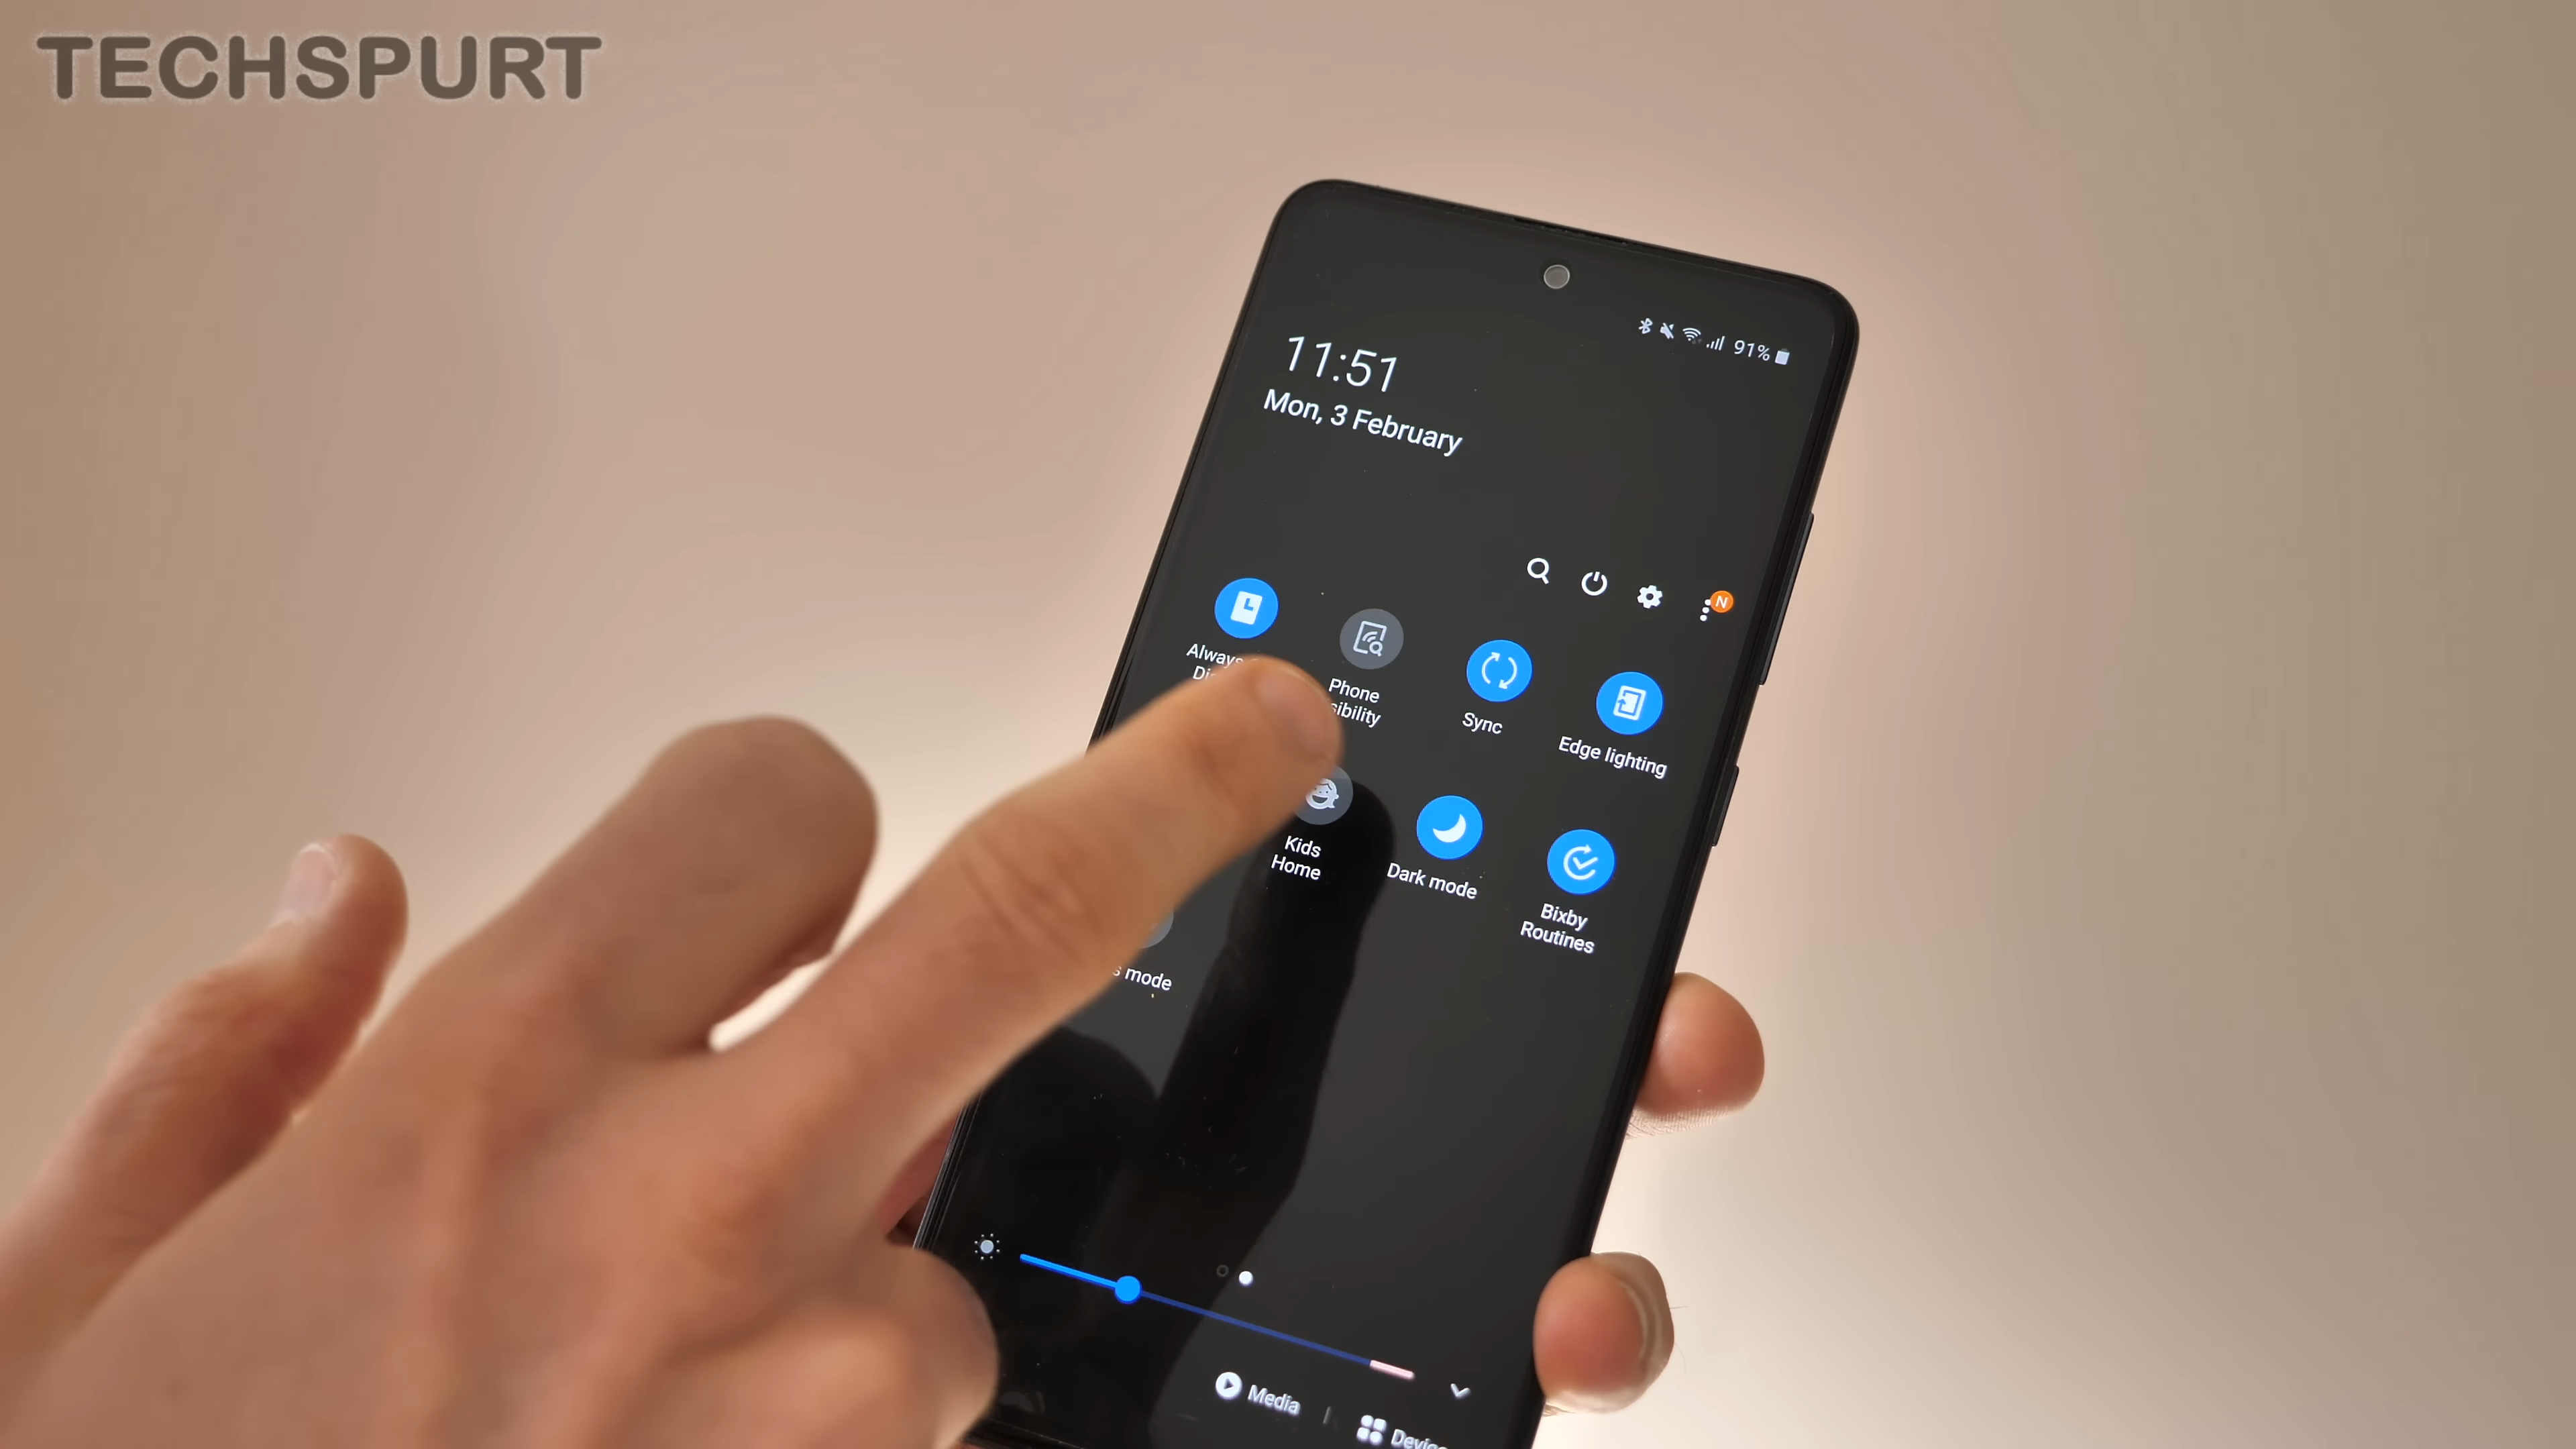 TECHSPURT
91%
11:51
Mon, 3 February
N
Always
Phone
Sync
Edge lighting
Kids
Home
Dark mode
Bixby
Routines
mode
Media